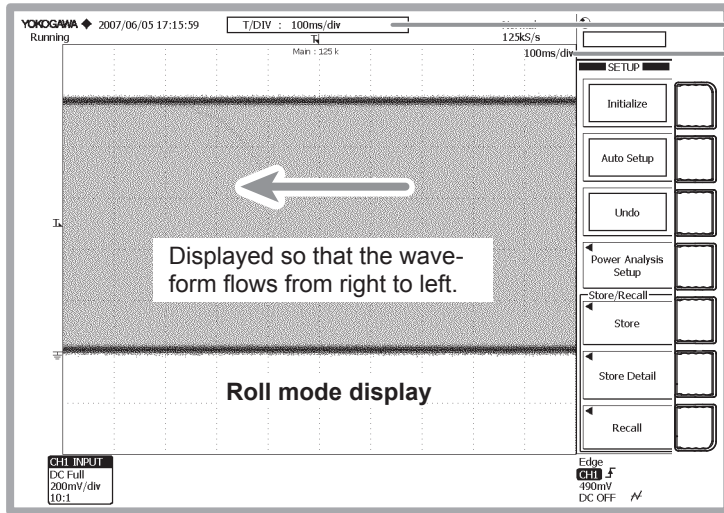 YOKOGAWA ◆ 2007/06/05 17:15:59
T/DIV : 100ms/div
Running
125kS/s
Main : 125 k
100ms/div
SETUP
Initialize
Auto Setup
Undo
Power Analysis
Setup
Store/Recall
Store
Store Detail
Recall
Displayed so that the wave-
form flows from right to left.
Roll mode display
CH1 INPUT
DC Full
200mV/div
10:1
Edge
CH1
490mV
DC OFF